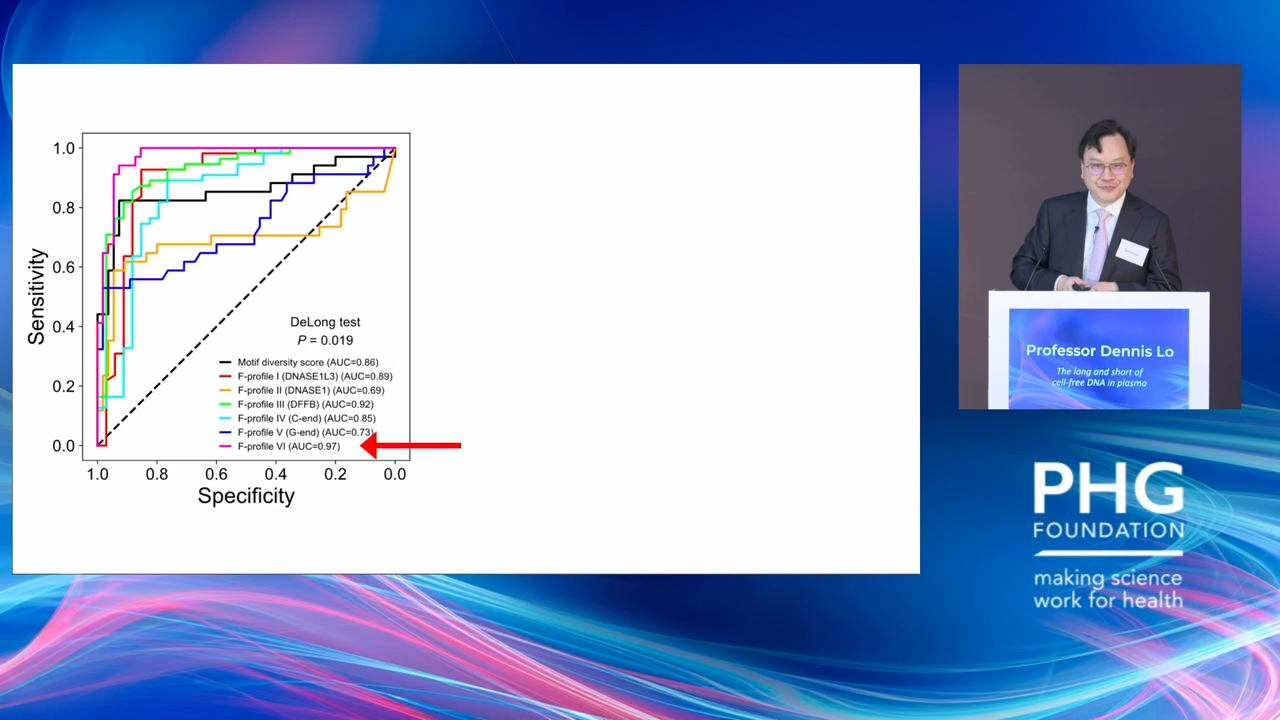 1.0
0.8
0.6
0.4
0.2
0.0
Sensitivity
DeLong test
P = 0.019
Motif diversity score (AUC=0.86)
F-profile I (DNASE1L3) (AUC=0.89)
F-profile II (DNASE1) (AUC=0.69)
F-profile III (DFFB) (AUC=0.92)
F-profile IV (C-end) (AUC=0.85)
F-profile V (G-end) (AUC=0.73)
F-profile VI (AUC=0.97)
1.0 0.8 0.6 0.4 0.2 0.0
Specificity
Professor Dennis Lo
The long and short of
cell-free DNA in plasma
PHG
FOUNDATION
making science
work for health